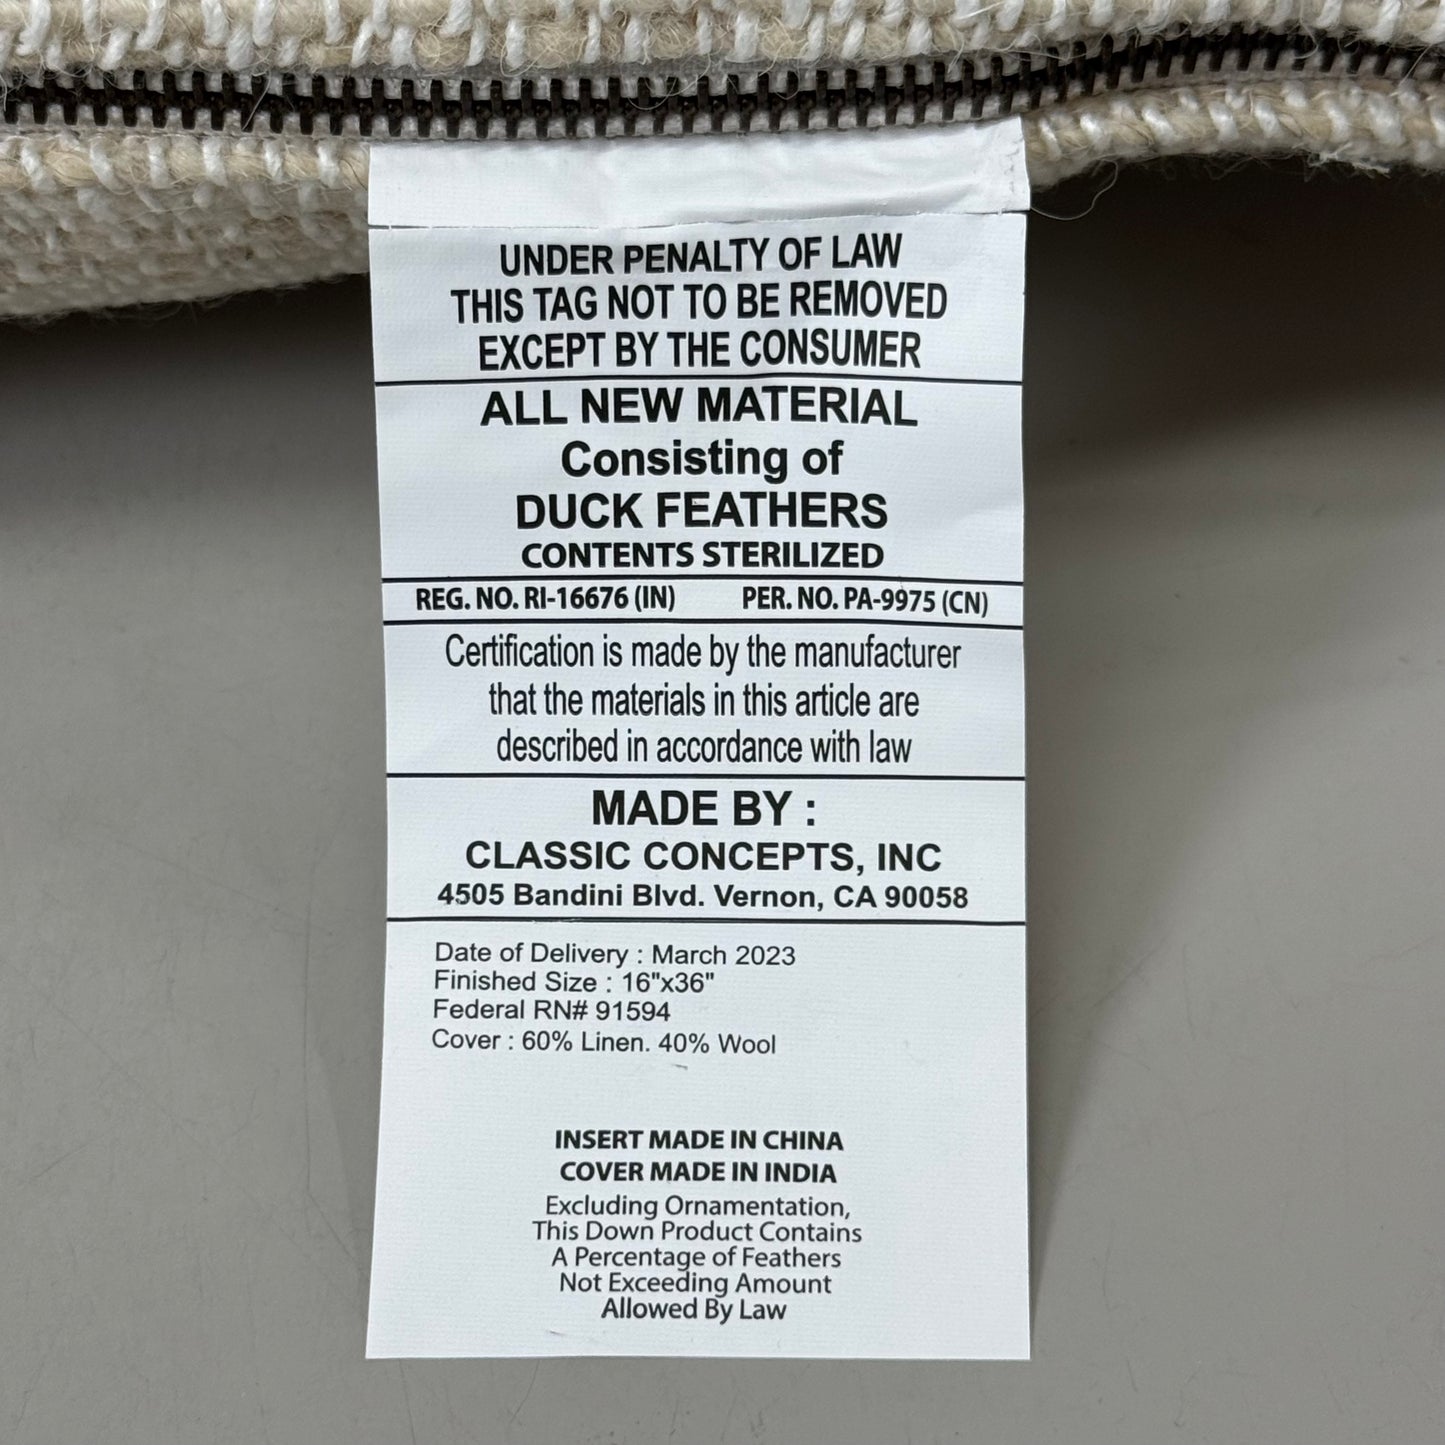 UNDER PENALTY OF LAW
THIS TAG NOT TO BE REMOVED
EXCEPT BY THE CONSUMER
ALL NEW MATERIAL
Consisting of
DUCK FEATHERS
CONTENTS STERILIZED
REG. NO. RI-16676 (IN) PER. NO. PA-9975 (CN)
Certification is made by the manufacturer
that the materials in this article are
described in accordance with law
MADE BY :
CLASSIC CONCEPTS, INC
4505 Bandini Blvd. Vernon, CA 90058
Date of Delivery : March 2023
Finished Size : 16"x36"
Federal RN# 91594
Cover : 60% Linen. 40% Wool
INSERT MADE IN CHINA
COVER MADE IN INDIA
Excluding Ornamentation,
This Down Product Contains
A Percentage of Feathers
Not Exceeding Amount
Allowed By Law